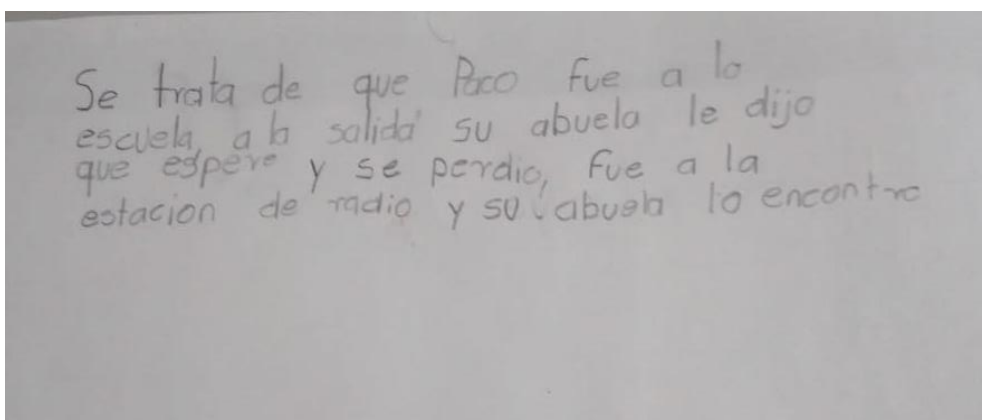 Se trata de que Paco fue a la
escuela, a la salida su abuela le dijo
que espere y se perdio, fue a la
estacion de radio y su abuela lo encontro